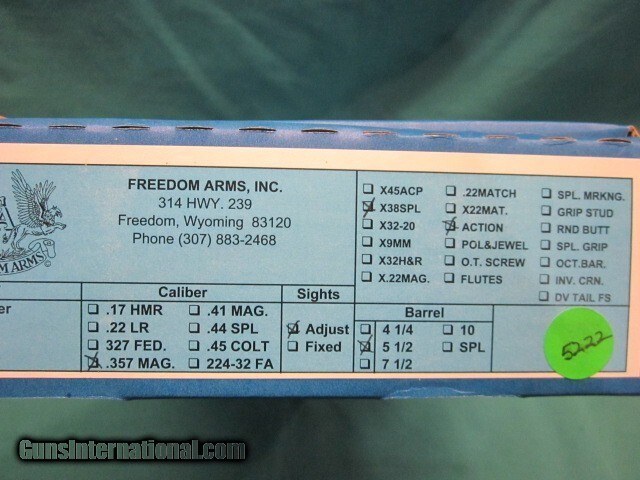 FREEDOM ARMS, INC.
314 HWY. 239
Freedom, Wyoming 83120
Phone (307) 883-2468
X45ACP
X38SPL
X32-20
X9MM
X32H&R
X.22MAG.
.22MATCH
X22MAT.
ACTION
POL&JEWEL
O.T. SCREW
FLUTES
SPL. MRKNG.
GRIP STUD
RND BUTT
SPL. GRIP
OCT.BAR.
INV. CRN.
DV TAIL FS
Caliber
.17 HMR
.22 LR
327 FED.
.357 MAG.
.41 MAG.
.44 SPL
.45 COLT
224-32 FA
Sights
Adjust
Fixed
Barrel
4 1/4
5 1/2
7 1/2
10
SPL
5222
GunsInternational.com